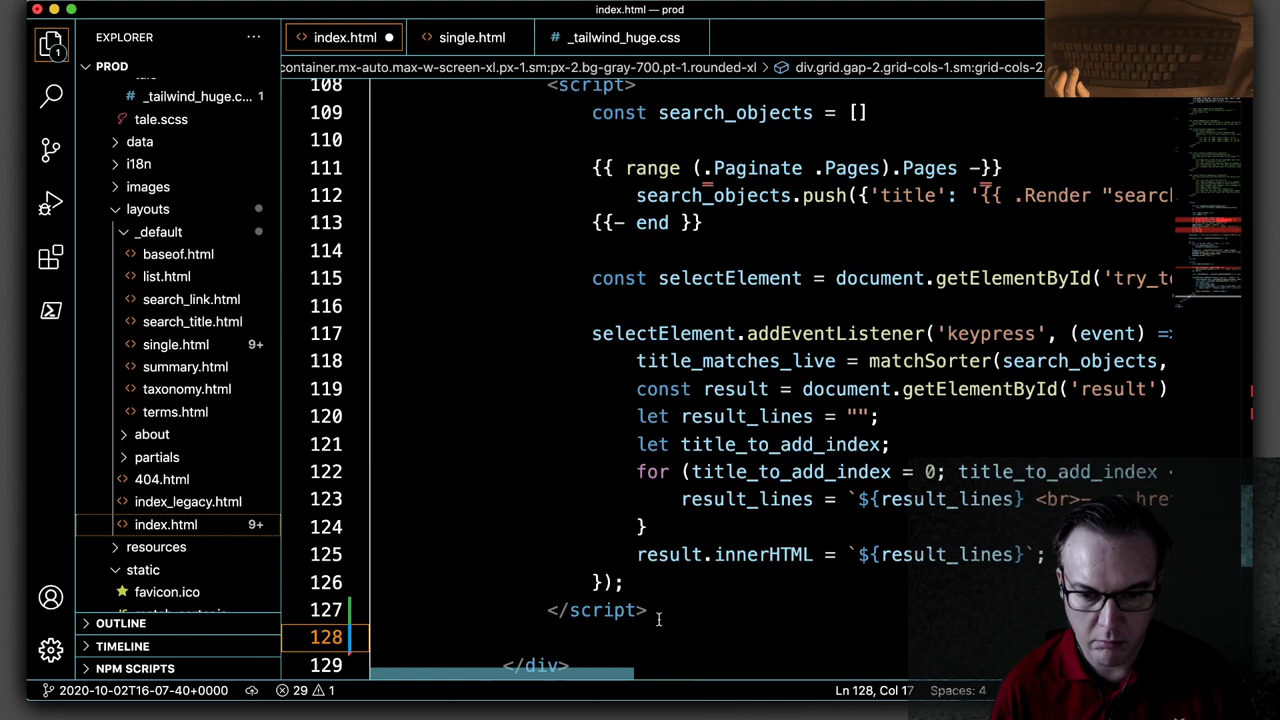 index.html — prod
1
EXPLORER
···
index.html
single.html
# _tailwind_huge.css
PROD
container.mx-auto.max-w-screen-xl.px-1.sm:px-2.bg-gray-700.pt-1.rounded-xl > div.grid.gap-2.grid-cols-1.sm:grid-cols-2.
# _tailwind_huge.c... 1
tale.scss
data
i18n
images
layouts
_default
baseof.html
list.html
search_link.html
search_title.html
single.html 9+
summary.html
taxonomy.html
terms.html
about
partials
404.html
index_legacy.html
index.html 9+
resources
static
favicon.ico
OUTLINE
TIMELINE
NPM SCRIPTS
108 <script>
109 const search_objects = []
110
111 {{ range (.Paginate .Pages).Pages -}}
112 search_objects.push({'title': '{{ .Render "searc
113 {{- end }}
114
115 const selectElement = document.getElementById('try_t
116
117 selectElement.addEventListener('keypress', (event) =>
118 title_matches_live = matchSorter(search_objects,
119 const result = document.getElementById('result')
120 let result_lines = "";
121 let title_to_add_index;
122 for (title_to_add_index = 0; title_to_add_index <
123 result_lines = `${result_lines} <br>- <a hre
124 }
125 result.innerHTML = `${result_lines}`;
126 });
127 </script>
128
129 </div>
2020-10-02T16-07-40+0000
29
1
Ln 128, Col 17
Spaces: 4